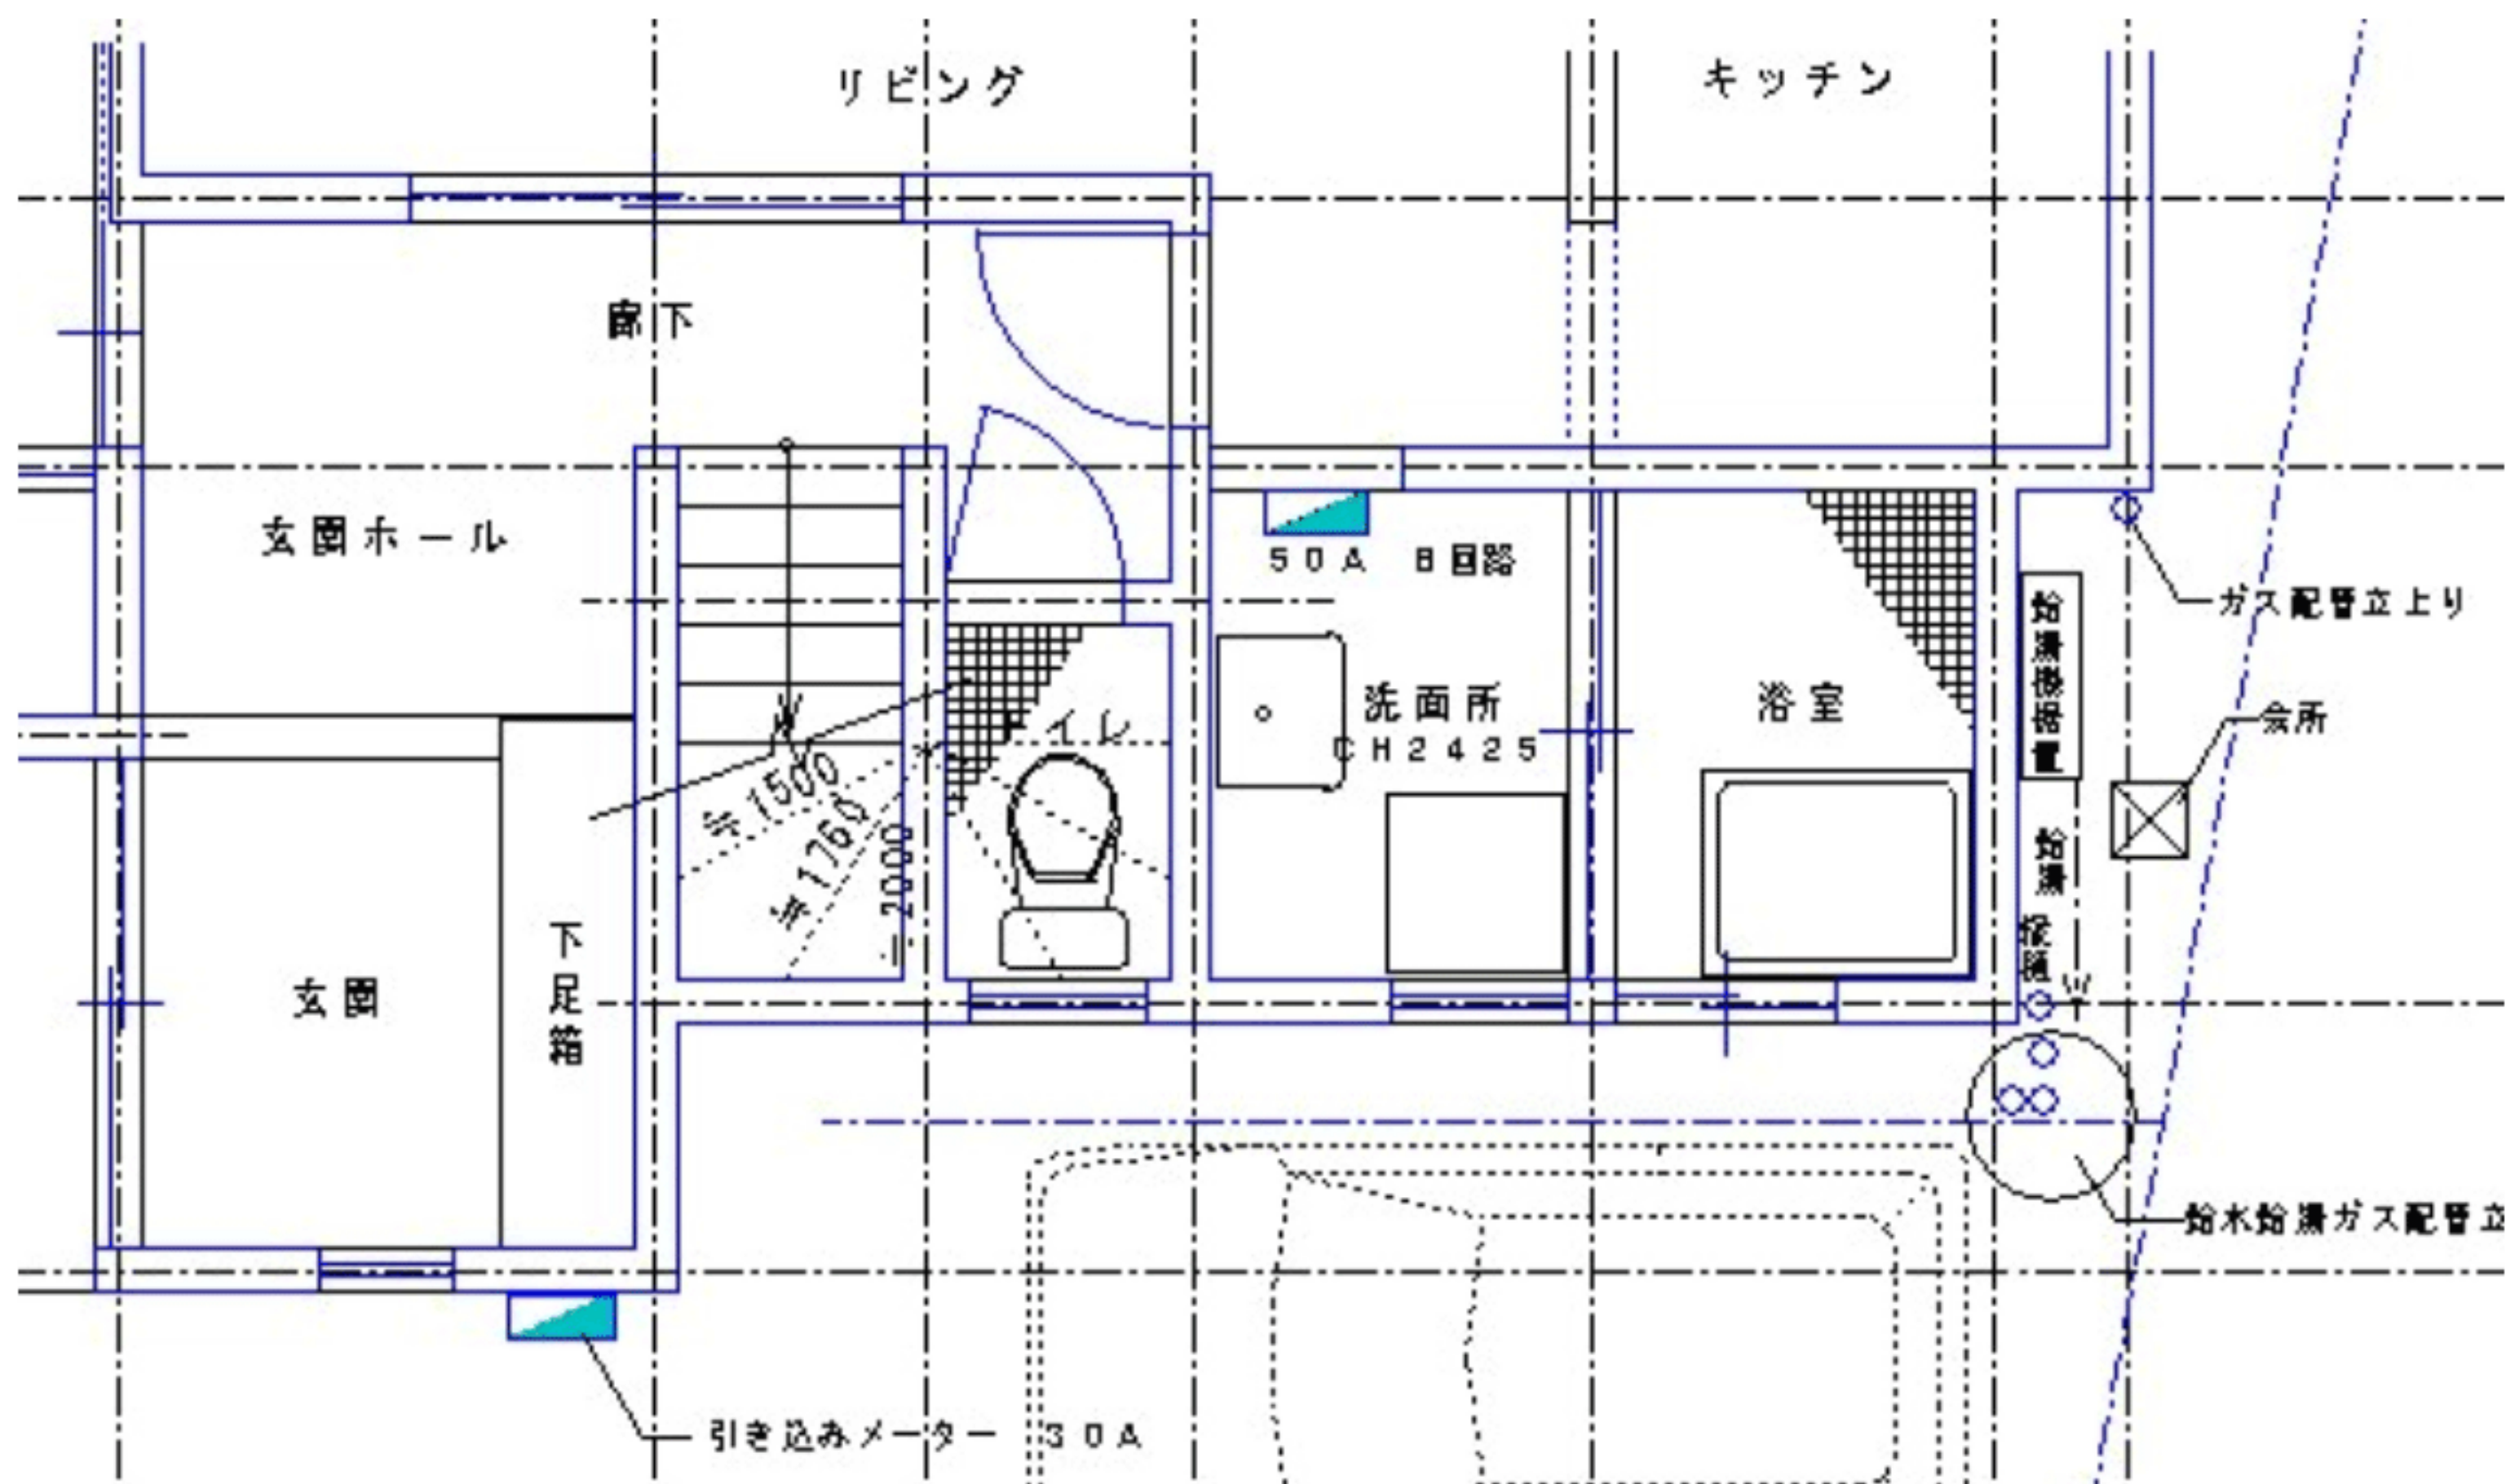 リビング
キッチン
廊下
玄関ホール
50A 8回路
ガス配管立上り
給湯機据置
洗面所
CH2425
浴室
会所
トイレ
≒1500
≒1760
=2000
給湯
玄関
下足箱
給水給湯ガス配管立
引き込みメーター 30A